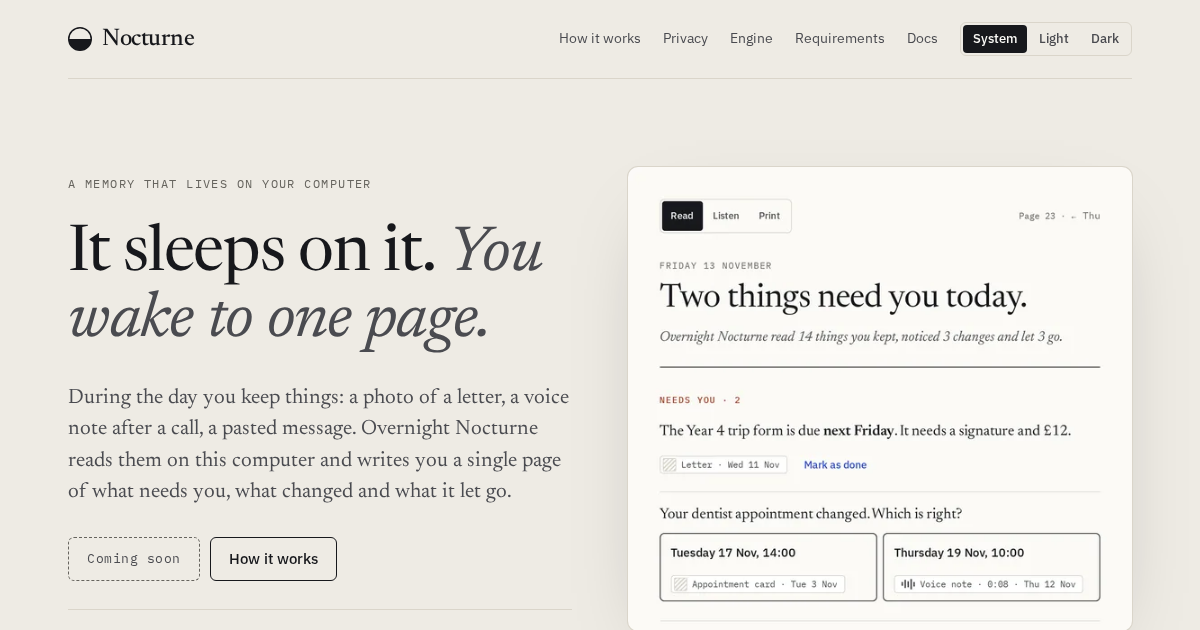 Nocturne
How it works
Privacy
Engine
Requirements
Docs
System
Light
Dark
A MEMORY THAT LIVES ON YOUR COMPUTER
It sleeps on it. You
wake to one page.
During the day you keep things: a photo of a letter, a voice
note after a call, a pasted message. Overnight Nocturne
reads them on this computer and writes you a single page
of what needs you, what changed and what it let go.
Coming soon
How it works
Read
Listen
Print
Page 23 · ← Thu
FRIDAY 13 NOVEMBER
Two things need you today.
Overnight Nocturne read 14 things you kept, noticed 3 changes and let 3 go.
NEEDS YOU · 2
The Year 4 trip form is due next Friday. It needs a signature and £12.
Letter · Wed 11 Nov
Mark as done
Your dentist appointment changed. Which is right?
Tuesday 17 Nov, 14:00
Appointment card · Tue 3 Nov
Thursday 19 Nov, 10:00
Voice note · 0:08 · Thu 12 Nov